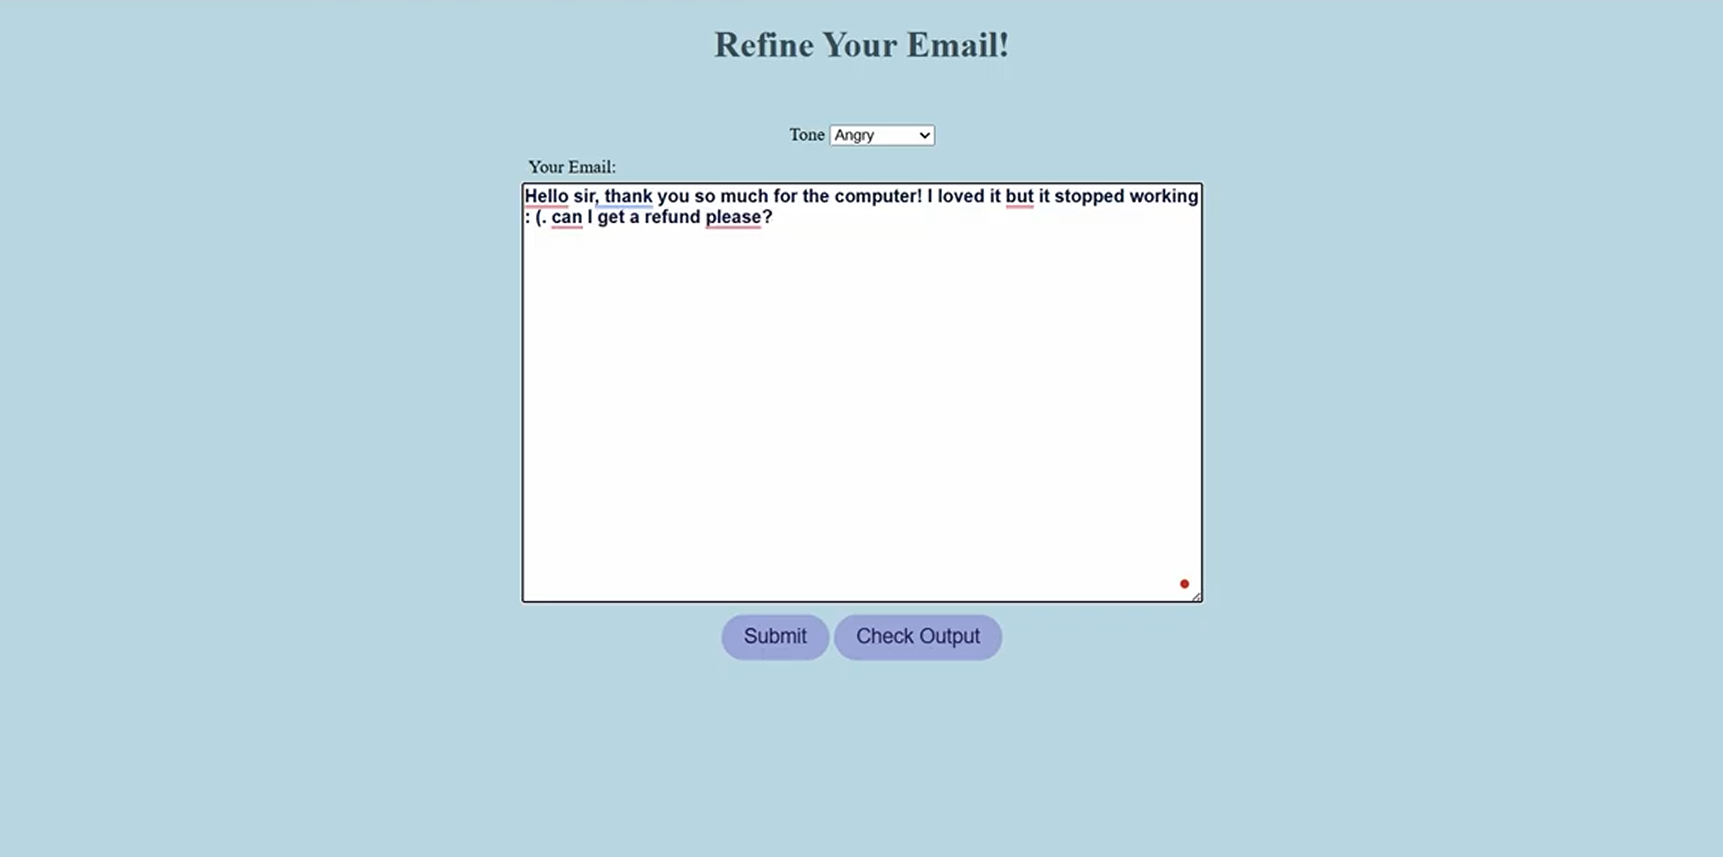 Refine Your Email!
Tone Angry
Your Email:
Hello sir, thank you so much for the computer! I loved it but it stopped working
: (. can I get a refund please?
Submit Check Output